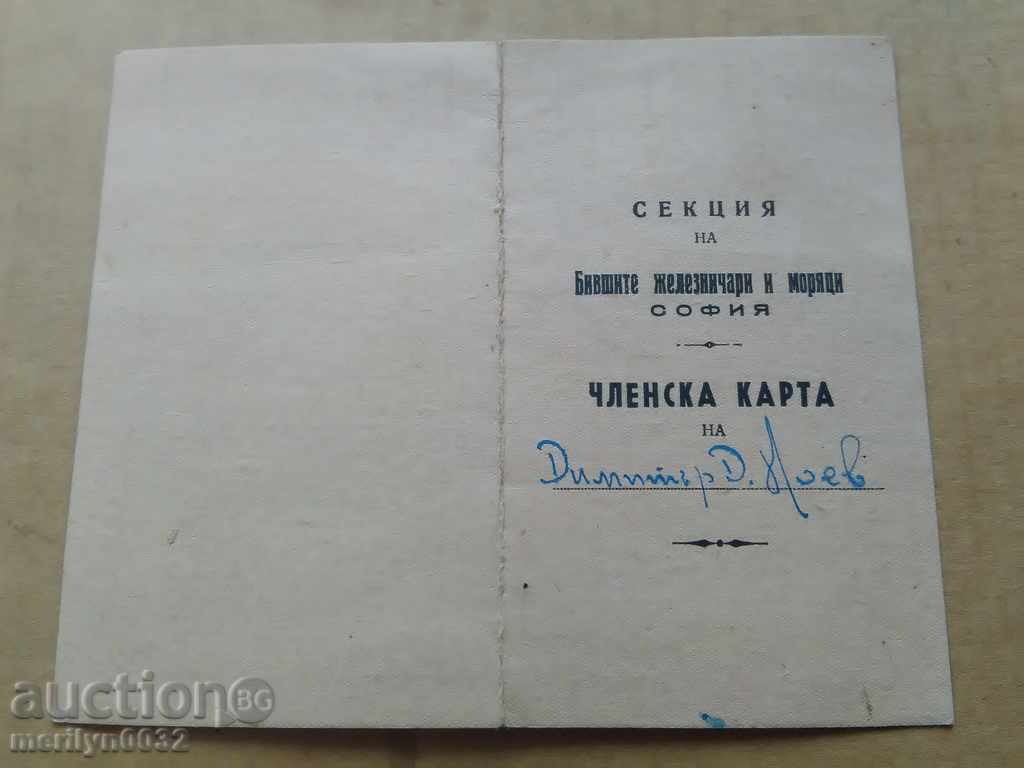 СЕКЦИЯ
НА
Бившите железничари и моряци
СОФИЯ
ЧЛЕНСКА КАРТА
НА
Димитър Д.
auction BG
merilyn0032